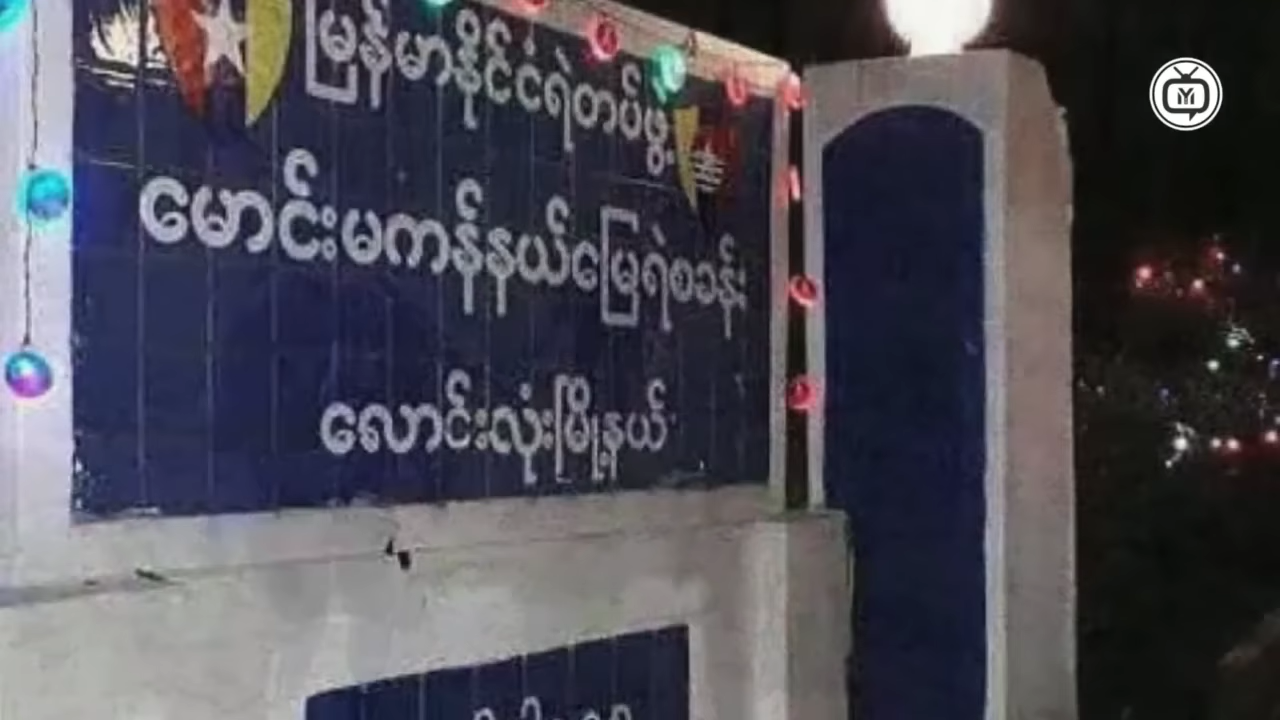 မြန်မာနိုင်ငံရဲတပ်ဖွဲ့
မောင်းမကန်နယ်မြေရဲစခန်း
လောင်းလုံးမြို့နယ်